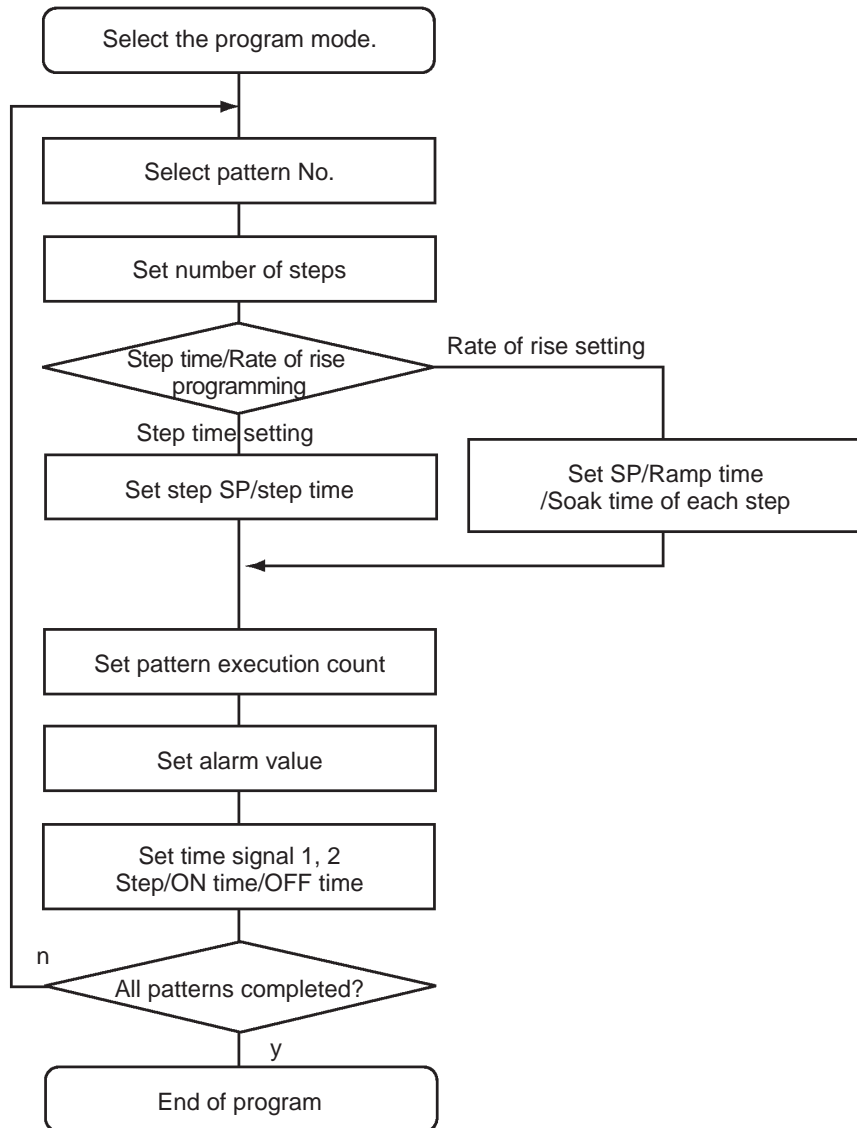 Select the program mode.
Select pattern No.
Set number of steps
Step time/Rate of rise
programming
Rate of rise setting
Step time setting
Set step SP/step time
Set SP/Ramp time
/Soak time of each step
Set pattern execution count
Set alarm value
Set time signal 1, 2
Step/ON time/OFF time
n
All patterns completed?
y
End of program